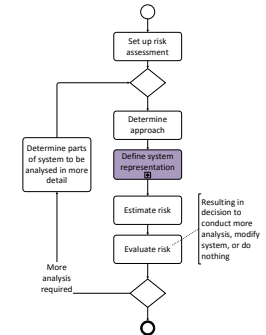 Set up risk
assessment
Determine
approach
Determine parts
of system to be
analysed in more
detail
Define system
representation
Estimate risk
Evaluate risk
Resulting in
decision to
conduct more
analysis, modify
system, or do
nothing
More
analysis
required